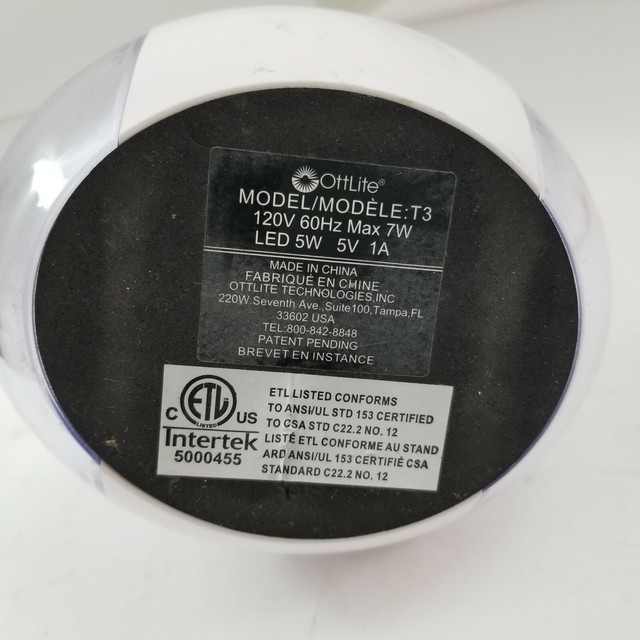 OttLite®
MODEL/MODÈLE:T3
120V 60Hz Max 7W
LED 5W 5V 1A
MADE IN CHINA
FABRIQUÉ EN CHINE
OTTLITE TECHNOLOGIES,INC
220W.Seventh Ave.,Suite100,Tampa,FL
33602 USA
TEL:800-842-8848
PATENT PENDING
BREVET EN INSTANCE
C ETL US
LISTED
Intertek
5000455
ETL LISTED CONFORMS
TO ANSI/UL STD 153 CERTIFIED
TO CSA STD C22.2 NO. 12
LISTÉ ETL CONFORME AU STAND
ARD ANSI/UL 153 CERTIFIÉ CSA
STANDARD C22.2 NO. 12